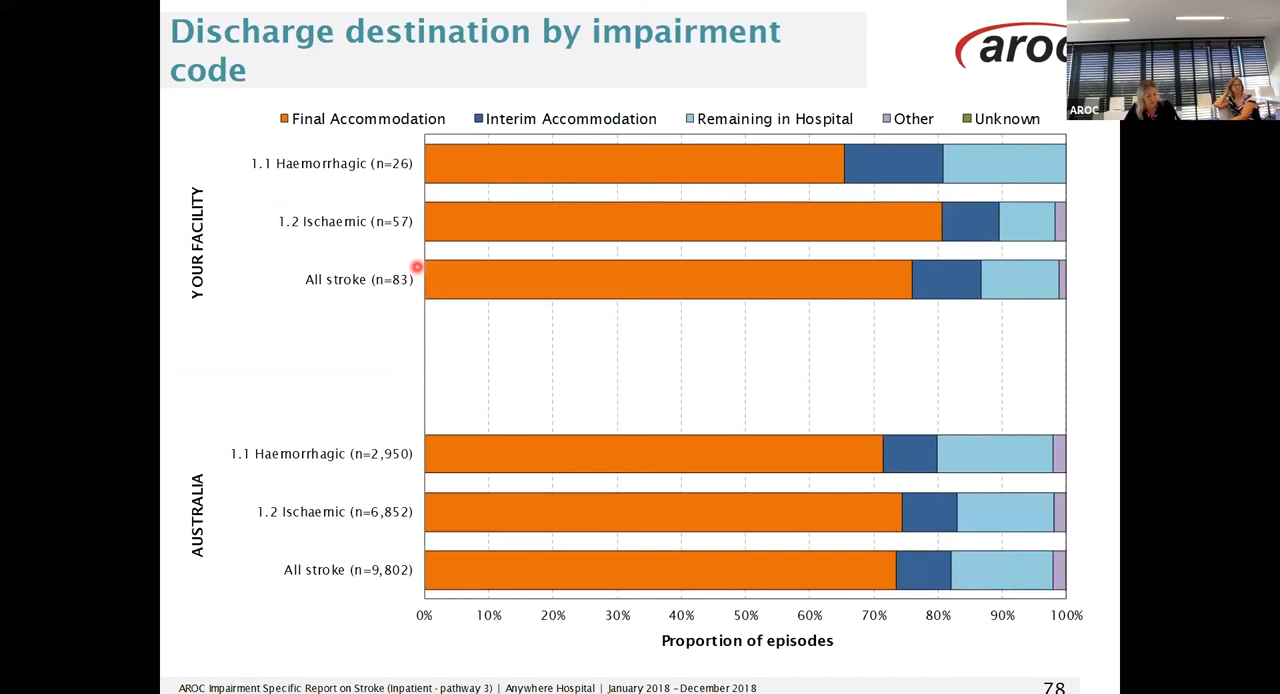 Discharge destination by impairment
code
aroc
AROC
Final Accommodation Interim Accommodation Remaining in Hospital Other Unknown
YOUR FACILITY
1.1 Haemorrhagic (n=26)
1.2 Ischaemic (n=57)
All stroke (n=83)
AUSTRALIA
1.1 Haemorrhagic (n=2,950)
1.2 Ischaemic (n=6,852)
All stroke (n=9,802)
0% 10% 20% 30% 40% 50% 60% 70% 80% 90% 100%
Proportion of episodes
AROC Impairment Specific Report on Stroke (Inpatient - pathway 3) | Anywhere Hospital | January 2018 – December 2018
78